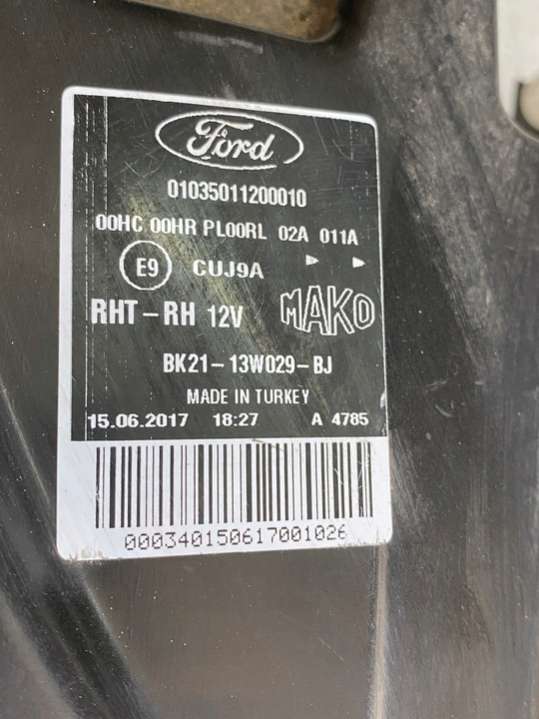 Ford
01035011200010
00HC 00HR PL00RL 02A 011A
E9 CUJ9A
RHT-RH 12V MAKO
BK21-13W029-BJ
MADE IN TURKEY
15.06.2017 18:27 A 4785
000340150617001026